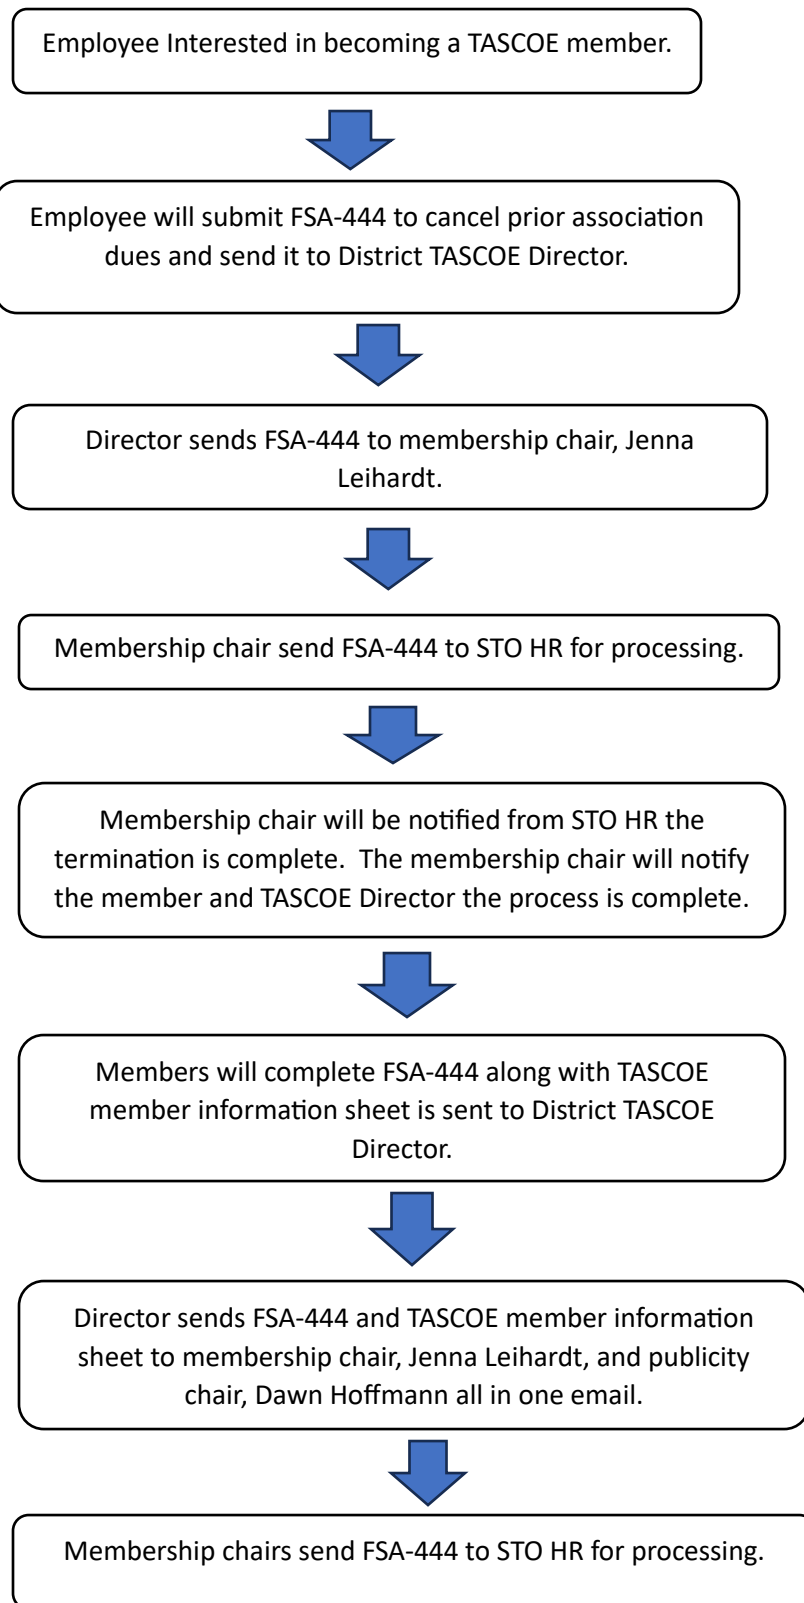 Employee Interested in becoming a TASCOE member.
Employee will submit FSA-444 to cancel prior association
dues and send it to District TASCOE Director.
Director sends FSA-444 to membership chair, Jenna
Leihardt.
Membership chair send FSA-444 to STO HR for processing.
Membership chair will be notified from STO HR the
termination is complete.  The membership chair will notify
the member and TASCOE Director the process is complete.
Members will complete FSA-444 along with TASCOE
member information sheet is sent to District TASCOE
Director.
Director sends FSA-444 and TASCOE member information
sheet to membership chair, Jenna Leihardt, and publicity
chair, Dawn Hoffmann all in one email.
Membership chairs send FSA-444 to STO HR for processing.